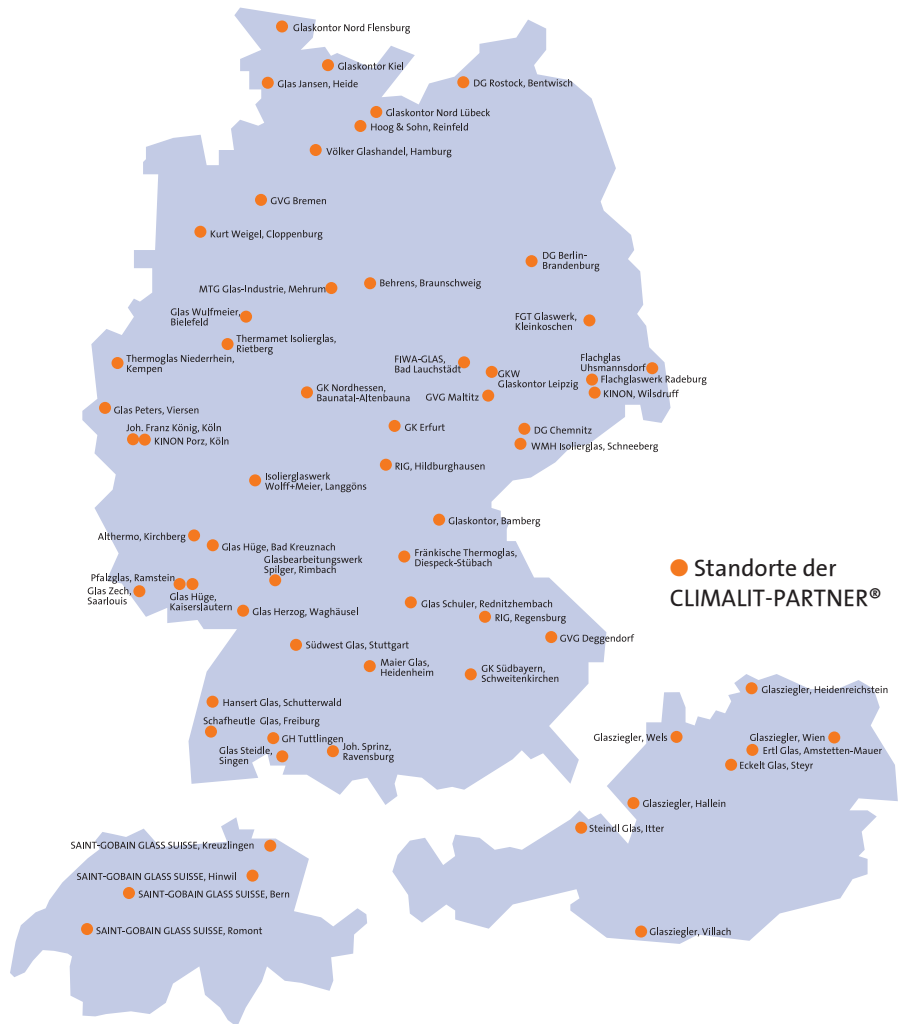 Glaskontor Nord Flensburg
Glaskontor Kiel
Glas Jansen, Heide
DG Rostock, Bentwisch
Glaskontor Nord Lübeck
Hoog & Sohn, Reinfeld
Völker Glashandel, Hamburg
GVG Bremen
Kurt Weigel, Cloppenburg
DG Berlin-
Brandenburg
Behrens, Braunschweig
MTG Glas-Industrie, Mehrum
Glas Wulfmeier,
Bielefeld
FGT Glaswerk,
Kleinkoschen
Thermamet Isolierglas,
Rietberg
Thermoglas Niederrhein,
Kempen
FIWA-GLAS,
Bad Lauchstädt
GKW
Glaskontor Leipzig
Flachglas
Uhsmannsdorf
Flachglaswerk Radeburg
KINON, Wilsdruff
GK Nordhessen,
Baunatal-Altenbauna
GVG Maltitz
Glas Peters, Viersen
Joh. Franz König, Köln
KINON Porz, Köln
GK Erfurt
DG Chemnitz
WMH Isolierglas, Schneeberg
RIG, Hildburghausen
Isolierglaswerk
Wolff+Meier, Langgöns
Glaskontor, Bamberg
Althermo, Kirchberg
Glas Hüge, Bad Kreuznach
Glasbearbeitungswerk
Spilger, Rimbach
Fränkische Thermoglas,
Diespeck-Stübach
Pfalzglas, Ramstein
Glas Zech,
Saarlouis
Glas Hüge,
Kaiserslautern
Glas Herzog, Waghäusel
Glas Schuler, Rednitzhembach
RIG, Regensburg
GVG Deggendorf
Südwest Glas, Stuttgart
Maier Glas,
Heidenheim
GK Südbayern,
Schweitenkirchen
Hansert Glas, Schutterwald
Schafheutle Glas, Freiburg
GH Tuttlingen
Glas Steidle,
Singen
Joh. Sprinz,
Ravensburg
Standorte der
CLIMALIT-PARTNER®
Glasziegler, Heidenreichstein
Glasziegler, Wels
Glasziegler, Wien
Ertl Glas, Amstetten-Mauer
Eckelt Glas, Steyr
Glasziegler, Hallein
Steindl Glas, Itter
Glasziegler, Villach
SAINT-GOBAIN GLASS SUISSE, Kreuzlingen
SAINT-GOBAIN GLASS SUISSE, Hinwil
SAINT-GOBAIN GLASS SUISSE, Bern
SAINT-GOBAIN GLASS SUISSE, Romont